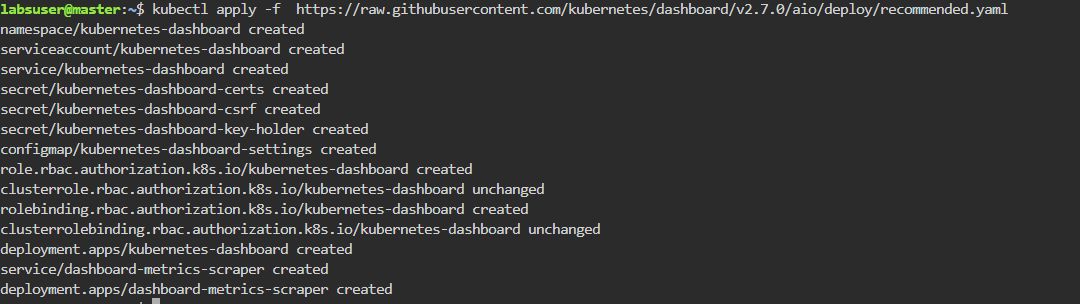 labsuser@master:~$ kubectl apply -f  https://raw.githubusercontent.com/kubernetes/dashboard/v2.7.0/aio/deploy/recommended.yaml
namespace/kubernetes-dashboard created
serviceaccount/kubernetes-dashboard created
service/kubernetes-dashboard created
secret/kubernetes-dashboard-certs created
secret/kubernetes-dashboard-csrf created
secret/kubernetes-dashboard-key-holder created
configmap/kubernetes-dashboard-settings created
role.rbac.authorization.k8s.io/kubernetes-dashboard created
clusterrole.rbac.authorization.k8s.io/kubernetes-dashboard unchanged
rolebinding.rbac.authorization.k8s.io/kubernetes-dashboard created
clusterrolebinding.rbac.authorization.k8s.io/kubernetes-dashboard unchanged
deployment.apps/kubernetes-dashboard created
service/dashboard-metrics-scraper created
deployment.apps/dashboard-metrics-scraper created